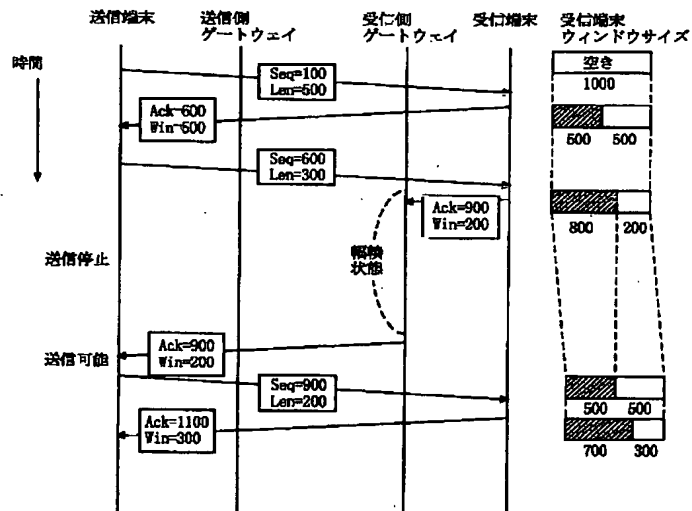 送信端末
送信側
ゲートウェイ
受信側
ゲートウェイ
受信端末
受信端末
ウィンドウサイズ
時間
空き
1000
Seq=100
Len=500
Ack=600
Win=500
500 500
Seq=600
Len=300
Ack=900
Win=200
800 200
輻輳
状態
送信停止
Ack=900
Win=200
送信可能
Seq=900
Len=200
500 500
Ack=1100
Win=300
700 300